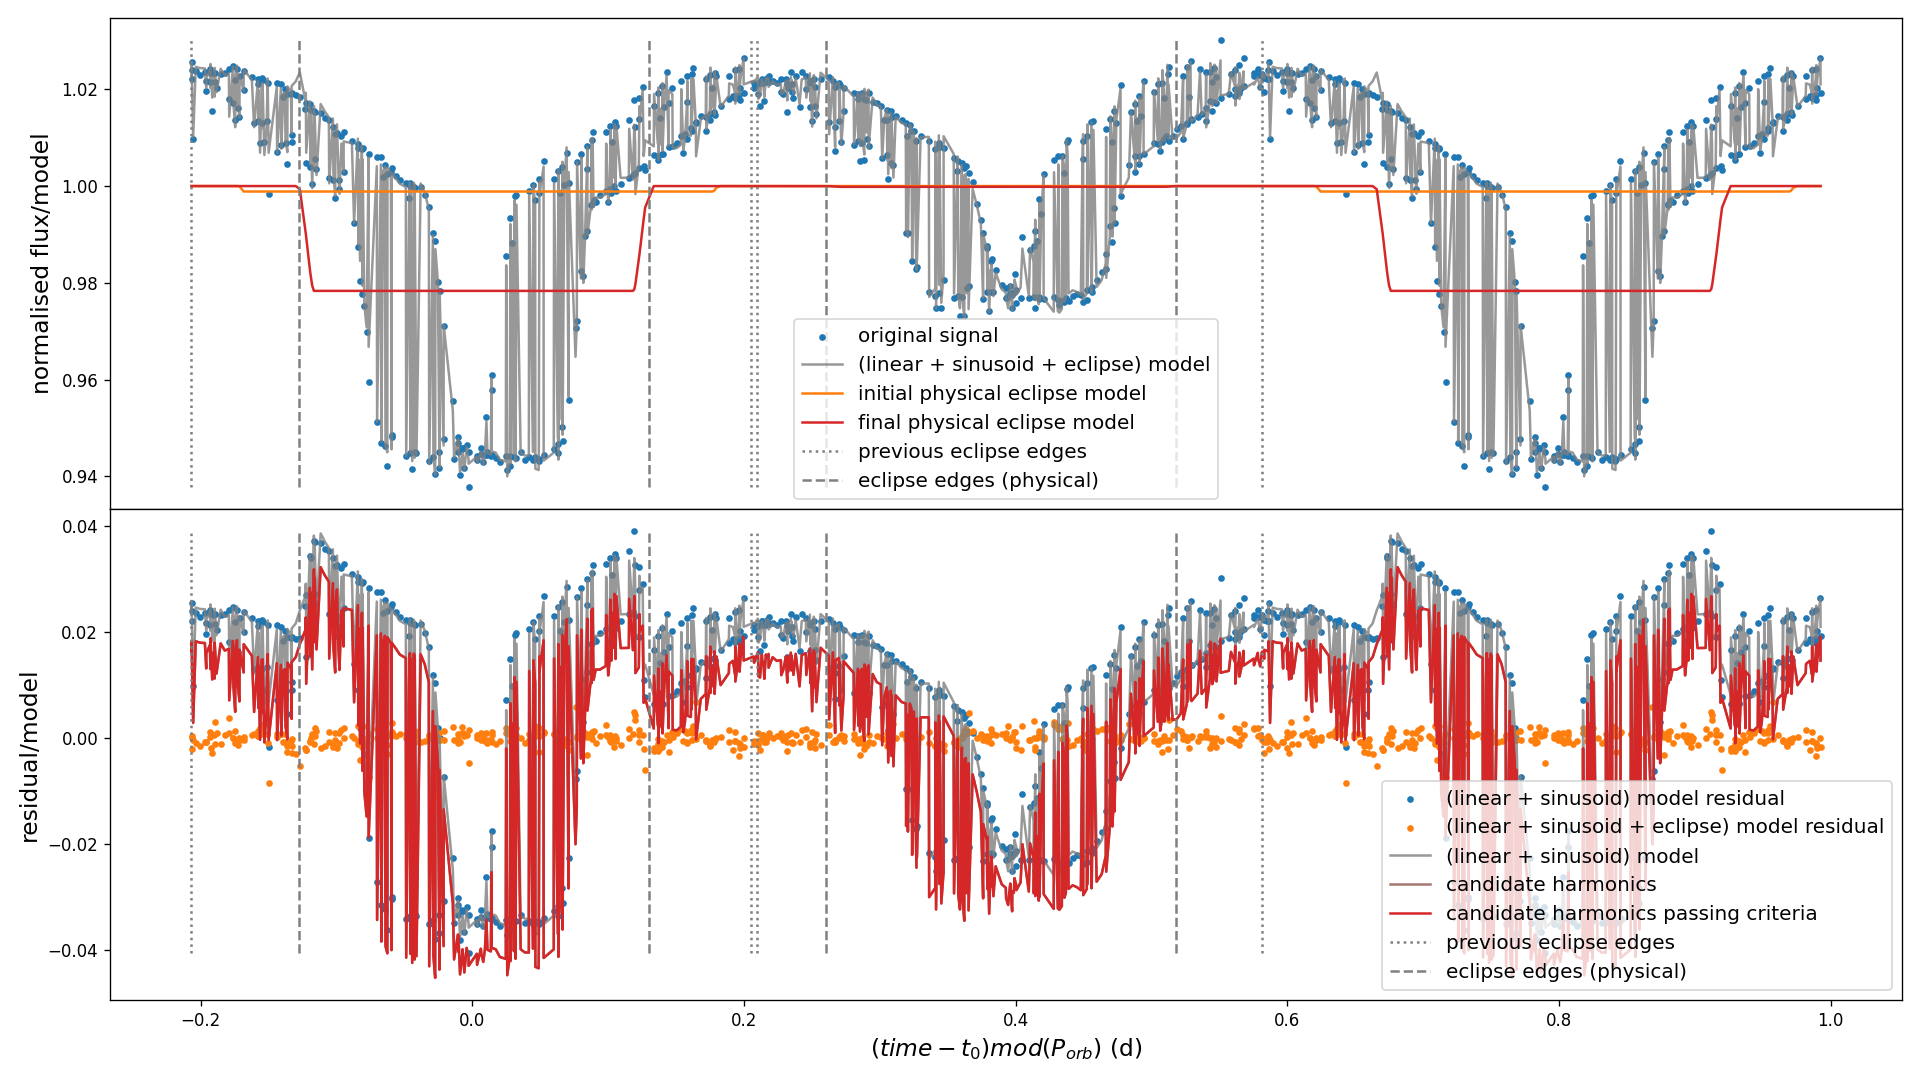 normalised flux/model
1.02
1.00
0.98
0.96
0.94
original signal
(linear + sinusoid + eclipse) model
initial physical eclipse model
final physical eclipse model
previous eclipse edges
eclipse edges (physical)
residual/model
0.04
0.02
0.00
−0.02
−0.04
(linear + sinusoid) model residual
(linear + sinusoid + eclipse) model residual
(linear + sinusoid) model
candidate harmonics
candidate harmonics passing criteria
previous eclipse edges
eclipse edges (physical)
−0.2 0.0 0.2 0.4 0.6 0.8 1.0
(time − t₀)mod(P_orb) (d)